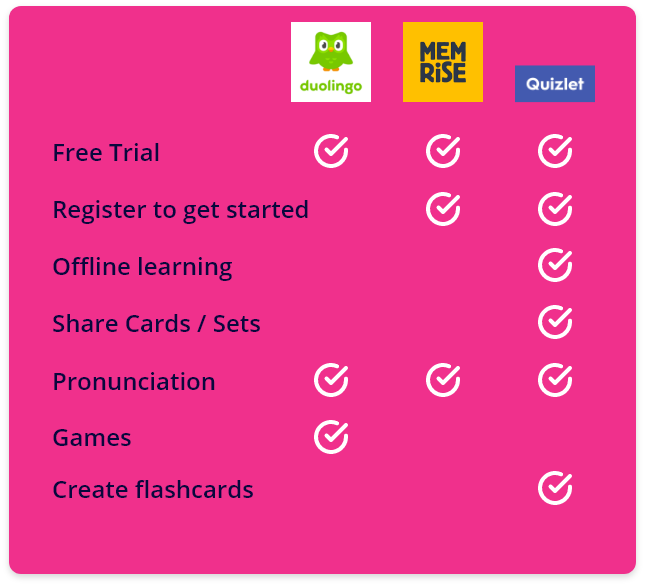 duolingo
MEM
RiSE
Quizlet
Free Trial
Register to get started
Offline learning
Share Cards / Sets
Pronunciation
Games
Create flashcards